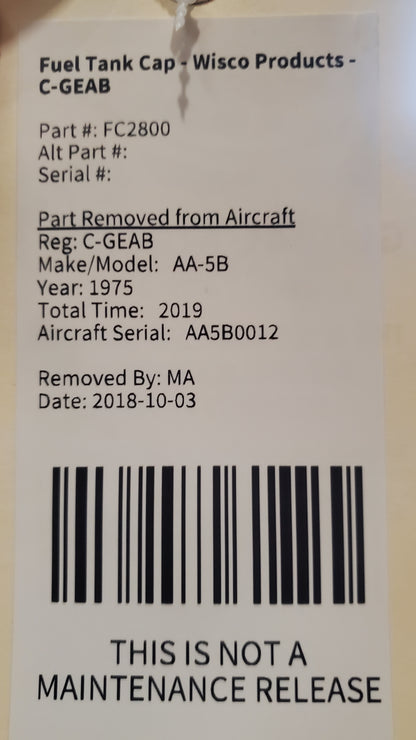 Fuel Tank Cap - Wisco Products -
C-GEAB
Part #: FC2800
Alt Part #:
Serial #:
Part Removed from Aircraft
Reg: C-GEAB
Make/Model: AA-5B
Year: 1975
Total Time: 2019
Aircraft Serial: AA5B0012
Removed By: MA
Date: 2018-10-03
THIS IS NOT A
MAINTENANCE RELEASE